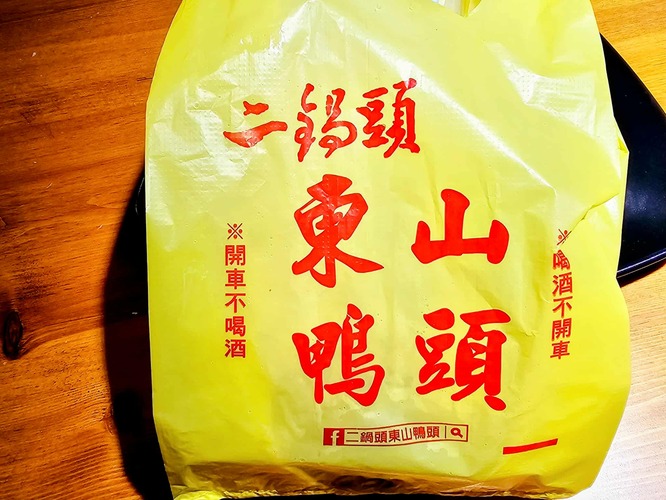 二鍋頭
東山
鴨頭
※開車不喝酒
※喝酒不開車
f 二鍋頭東山鴨頭